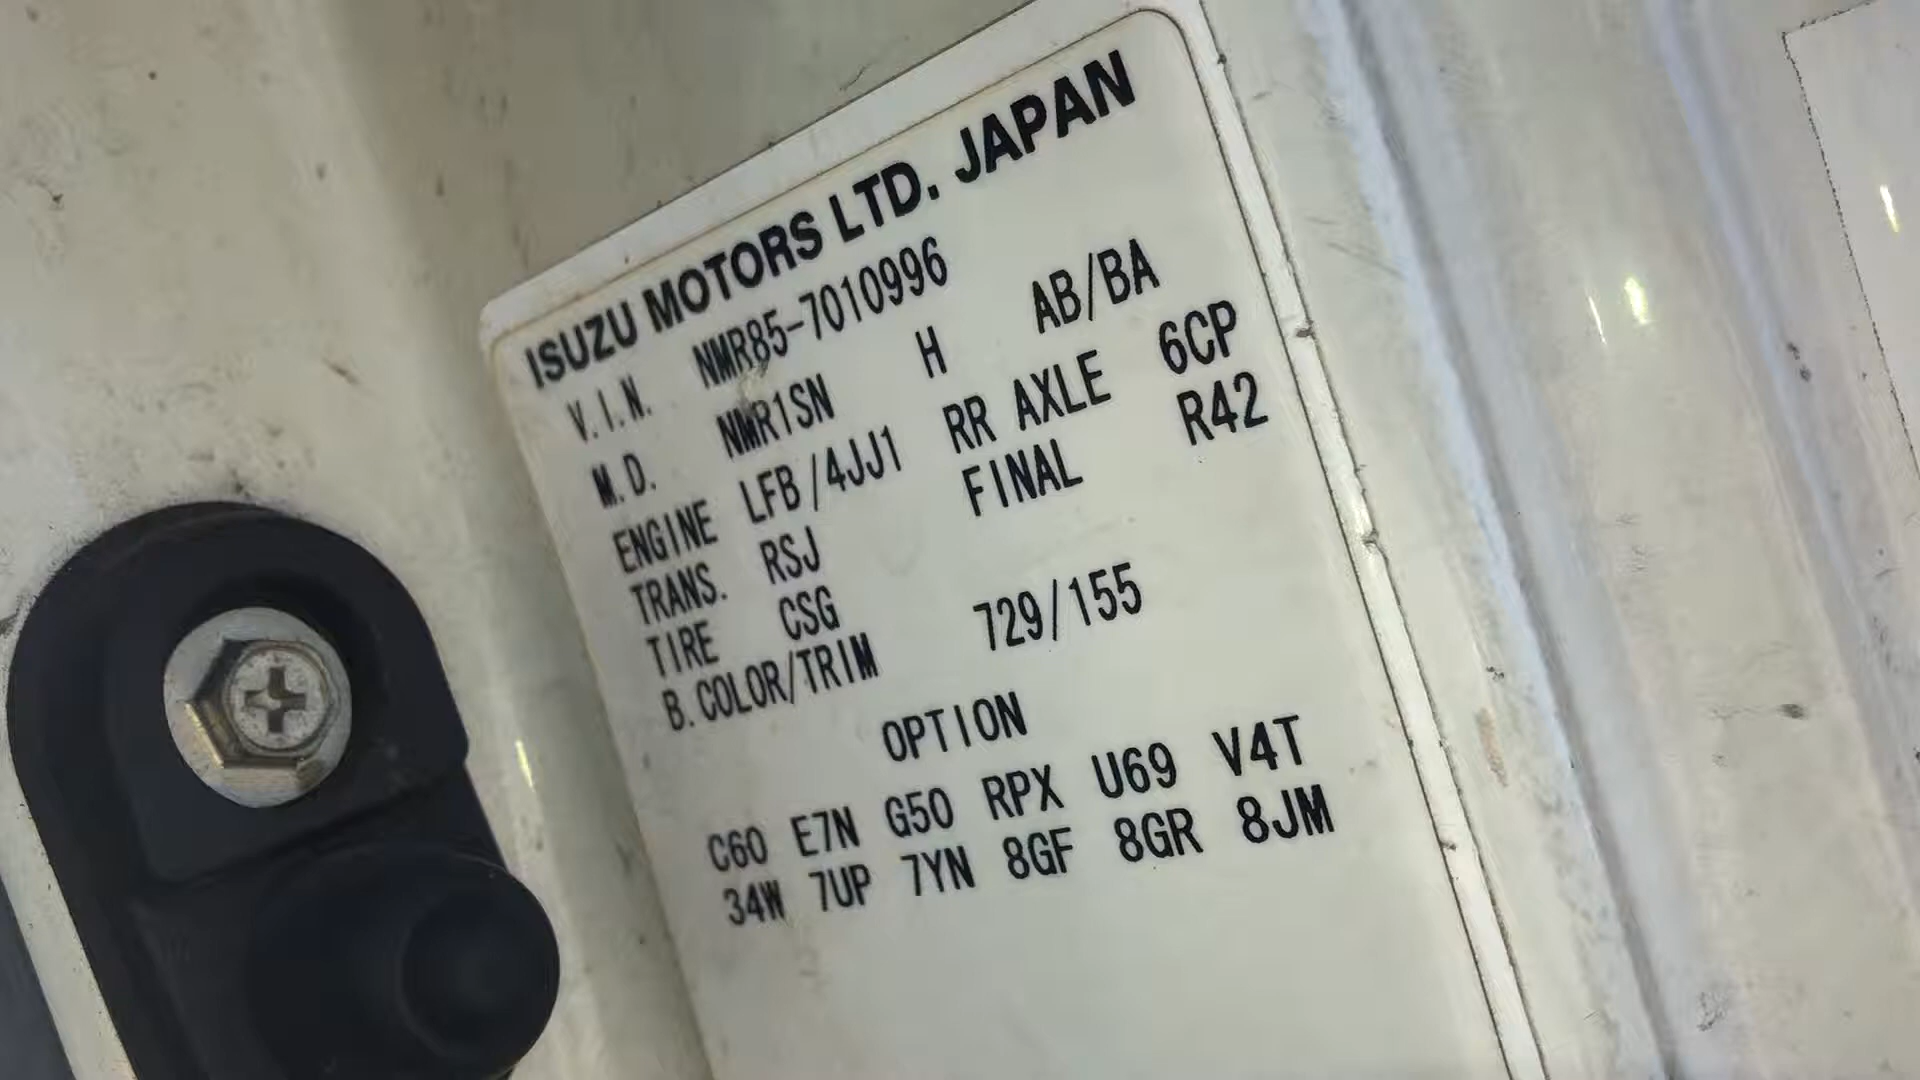 ISUZU MOTORS LTD. JAPAN
V.I.N. NMR85-7010996
M.D. NMR1SN H AB/BA
ENGINE LFB/4JJ1 RR AXLE 6CP
TRANS. RSJ FINAL R42
TIRE CSG
B.COLOR/TRIM 729/155
OPTION
C60 E7N G50 RPX U69 V4T
34W 7UP 7YN 8GF 8GR 8JM